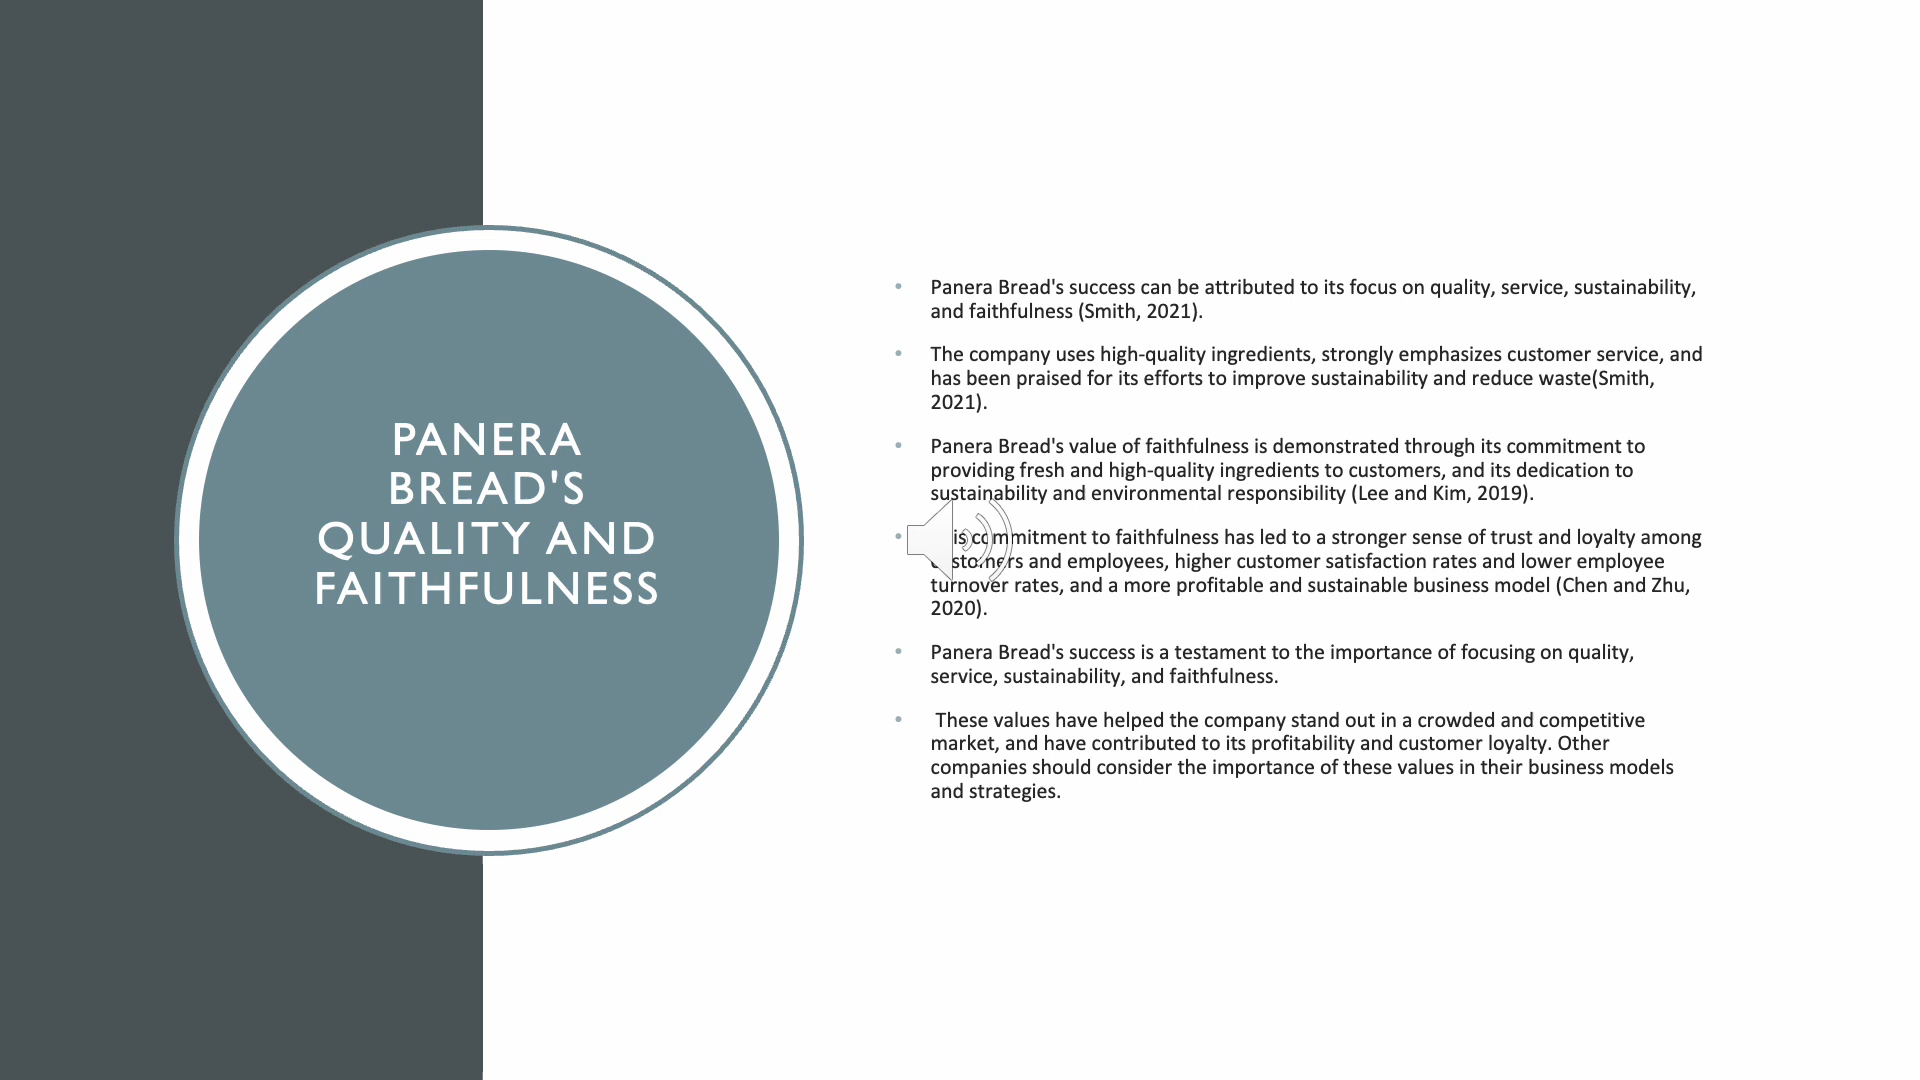 PANERA
BREAD'S
QUALITY AND
FAITHFULNESS
• Panera Bread's success can be attributed to its focus on quality, service, sustainability,
and faithfulness (Smith, 2021).
• The company uses high-quality ingredients, strongly emphasizes customer service, and
has been praised for its efforts to improve sustainability and reduce waste(Smith,
2021).
• Panera Bread's value of faithfulness is demonstrated through its commitment to
providing fresh and high-quality ingredients to customers, and its dedication to
sustainability and environmental responsibility (Lee and Kim, 2019).
• commitment to faithfulness has led to a stronger sense of trust and loyalty among
customers and employees, higher customer satisfaction rates and lower employee
turnover rates, and a more profitable and sustainable business model (Chen and Zhu,
2020).
• Panera Bread's success is a testament to the importance of focusing on quality,
service, sustainability, and faithfulness.
• These values have helped the company stand out in a crowded and competitive
market, and have contributed to its profitability and customer loyalty. Other
companies should consider the importance of these values in their business models
and strategies.